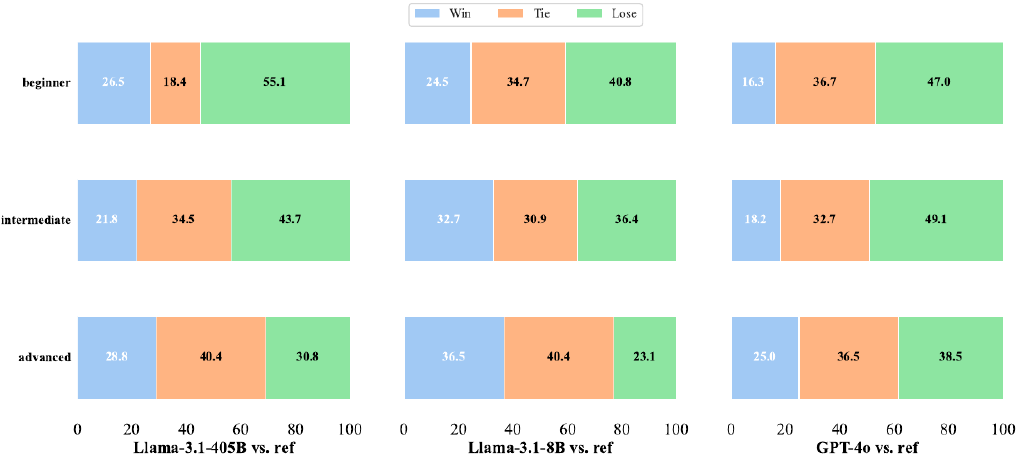 Win Tie Lose
beginner 26.5 18.4 55.1 24.5 34.7 40.8 16.3 36.7 47.0
intermediate 21.8 34.5 43.7 32.7 30.9 36.4 18.2 32.7 49.1
advanced 28.8 40.4 30.8 36.5 40.4 23.1 25.0 36.5 38.5
0 20 40 60 80 100 0 20 40 60 80 100 0 20 40 60 80 100
Llama-3.1-405B vs. ref Llama-3.1-8B vs. ref GPT-4o vs. ref